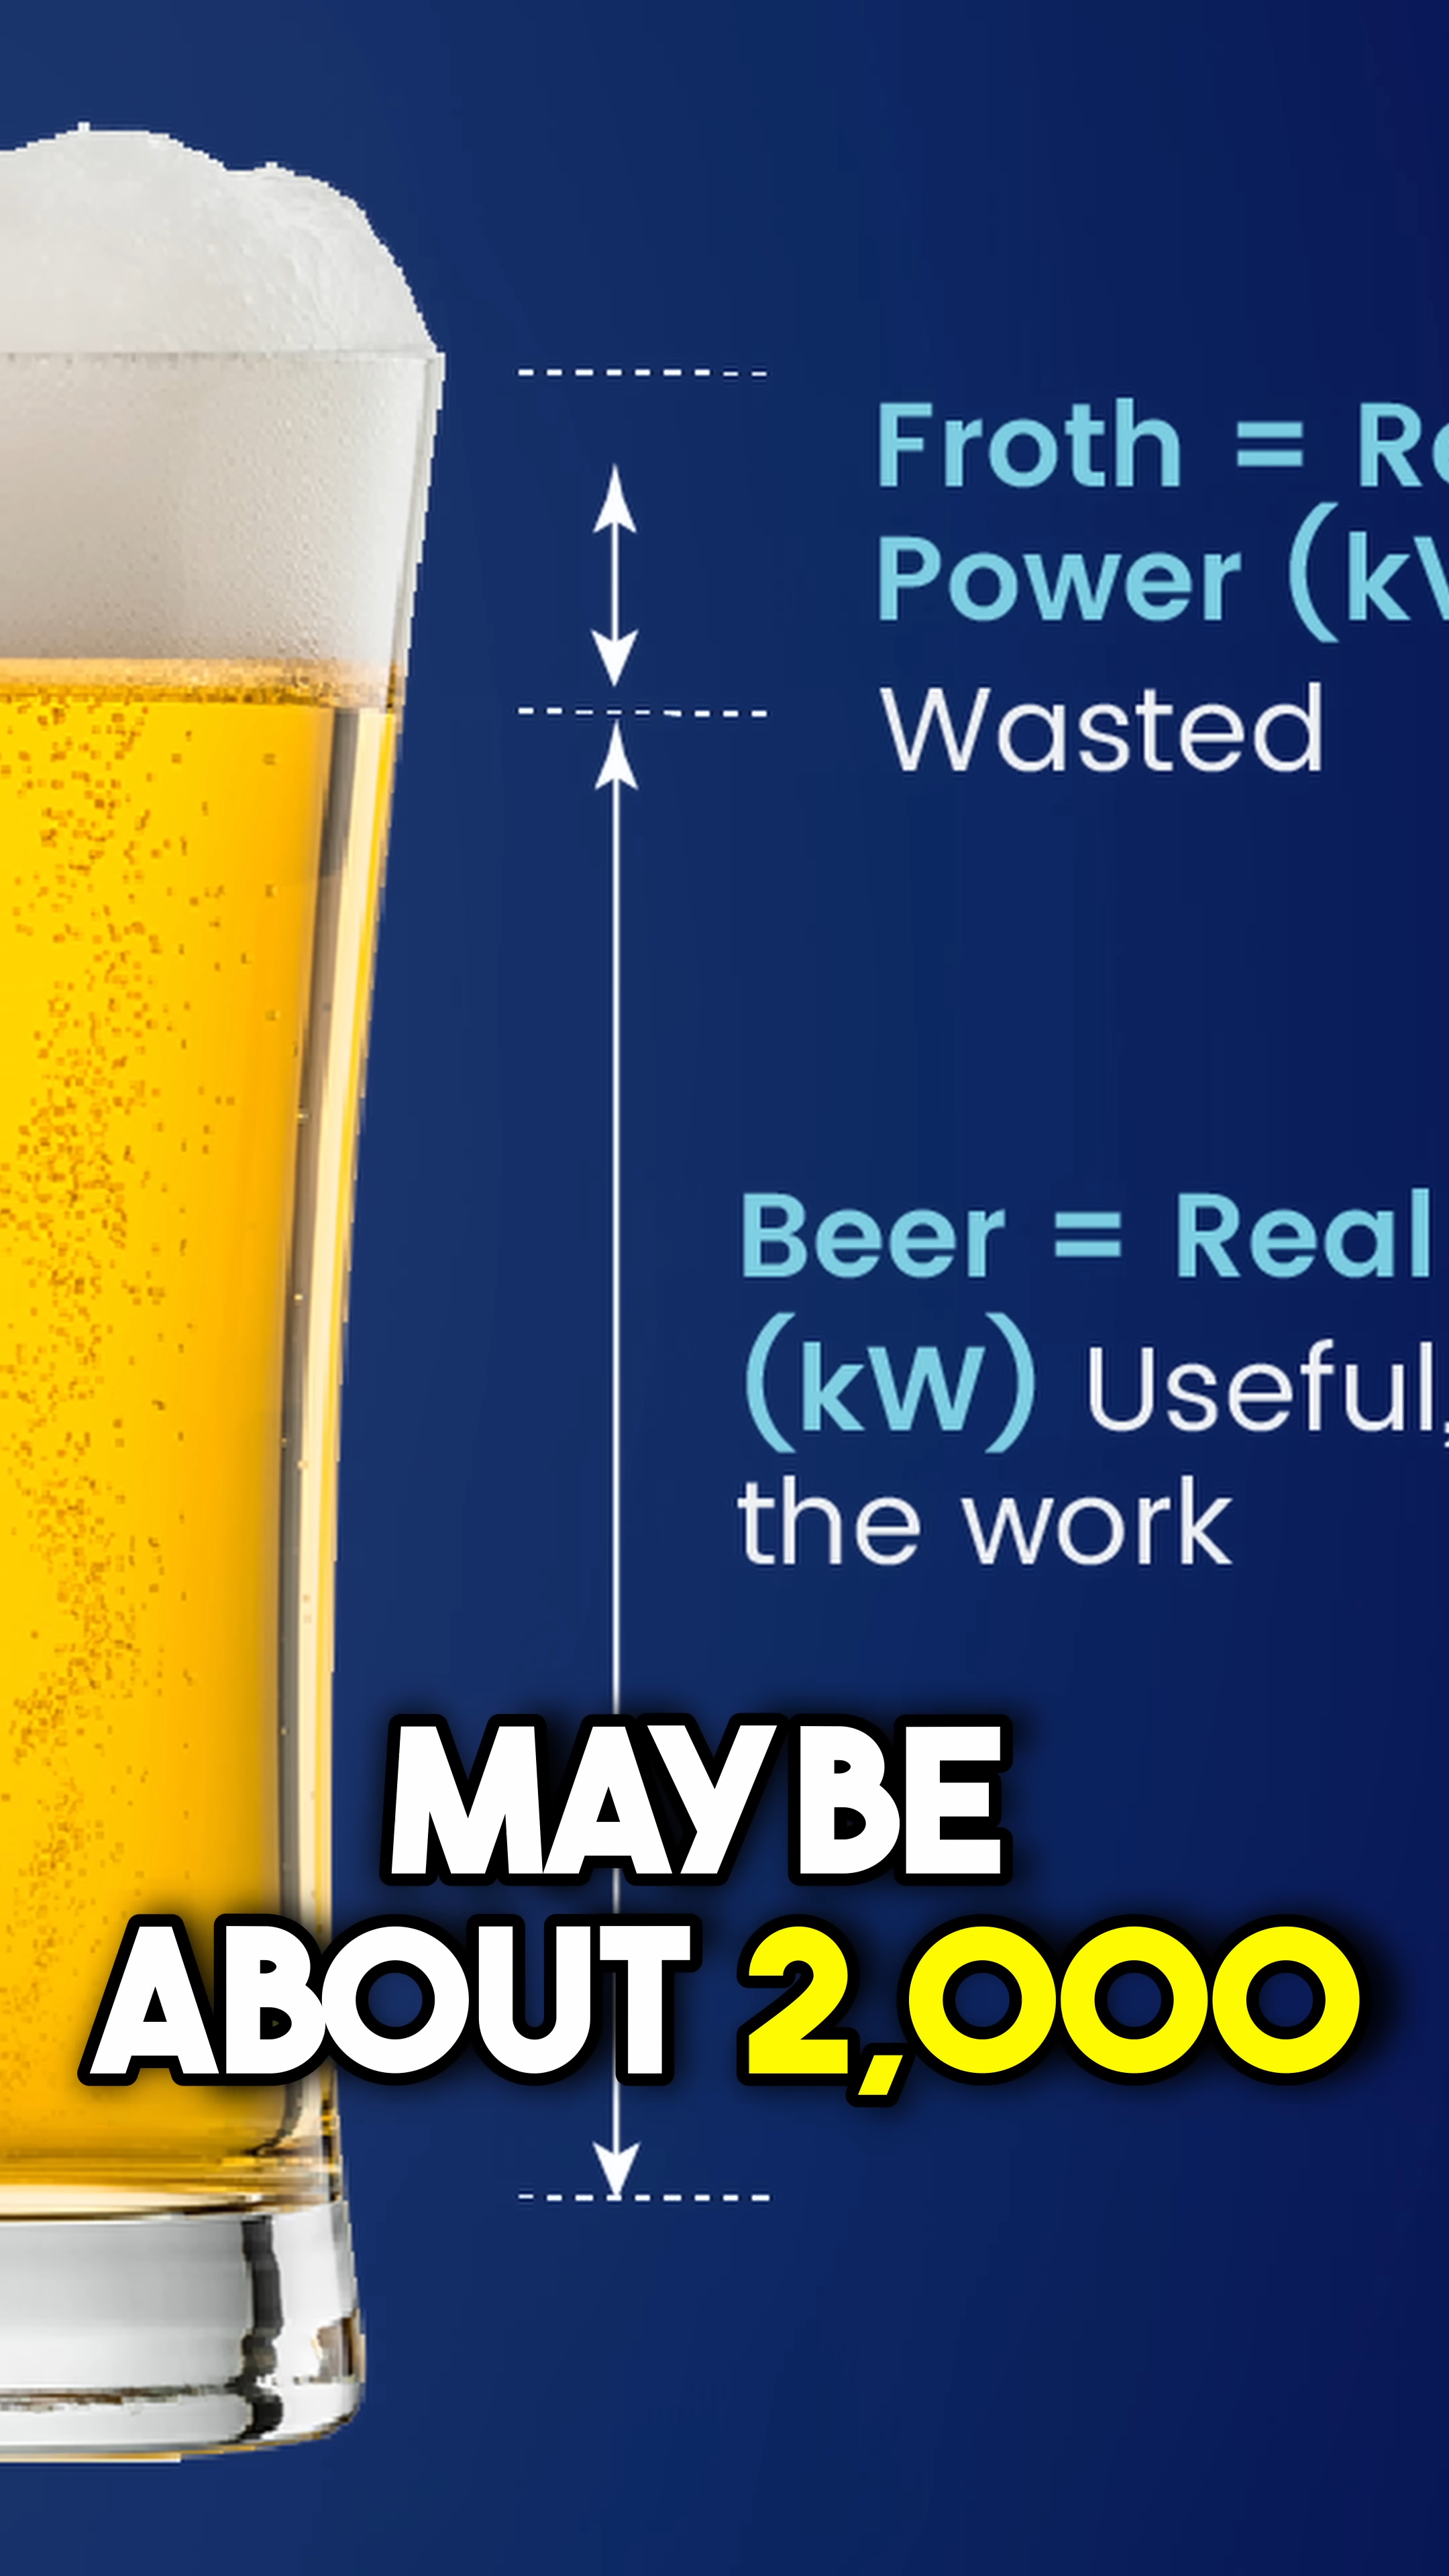 Froth = Re
Power (kV
Wasted
Beer = Real
(kW) Useful,
the work
MAYBE
ABOUT 2,000